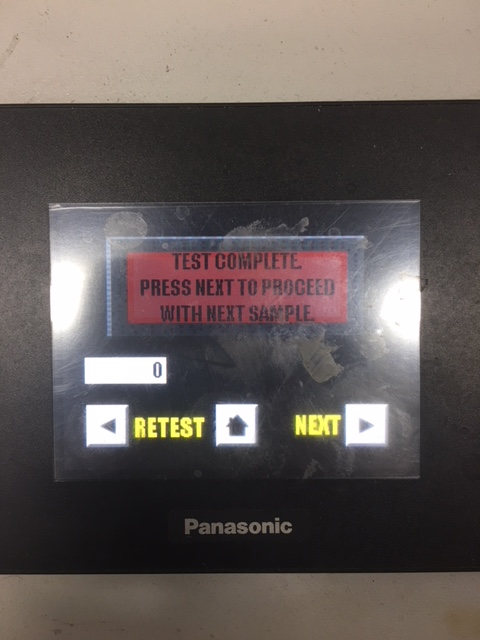 TEST COMPLETE.
PRESS NEXT TO PROCEED
WITH NEXT SAMPLE.
0
RETEST NEXT
Panasonic